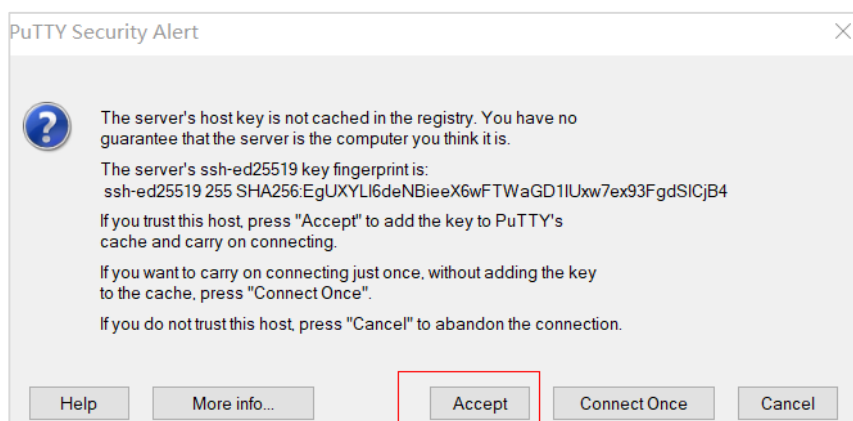 PuTTY Security Alert
The server's host key is not cached in the registry. You have no
guarantee that the server is the computer you think it is.
The server's ssh-ed25519 key fingerprint is:
ssh-ed25519 255 SHA256:EgUXYLl6deNBieeX6wFTWaGD1lUxw7ex93FgdSlCjB4
If you trust this host, press "Accept" to add the key to PuTTY's
cache and carry on connecting.
If you want to carry on connecting just once, without adding the key
to the cache, press "Connect Once".
If you do not trust this host, press "Cancel" to abandon the connection.
Help More info... Accept Connect Once Cancel